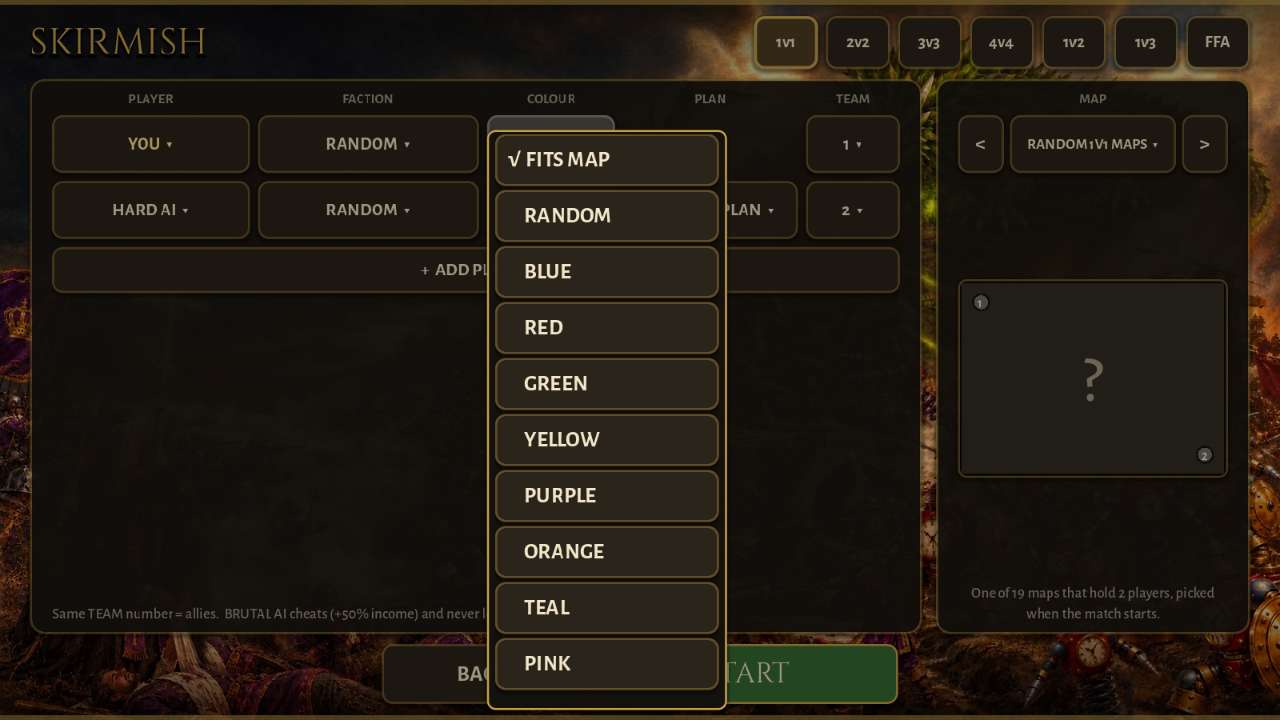 SKIRMISH
1v1 2v2 3v3 4v4 1v2 1v3 FFA
PLAYER FACTION COLOUR PLAN TEAM
YOU RANDOM 1
HARD AI RANDOM PLAN 2
+ ADD
√ FITS MAP
RANDOM
BLUE
RED
GREEN
YELLOW
PURPLE
ORANGE
TEAL
PINK
Same TEAM number = allies. BRUTAL AI cheats (+50% income) and never
MAP
< RANDOM 1V1 MAPS >
1
?
2
One of 19 maps that hold 2 players, picked
when the match starts.